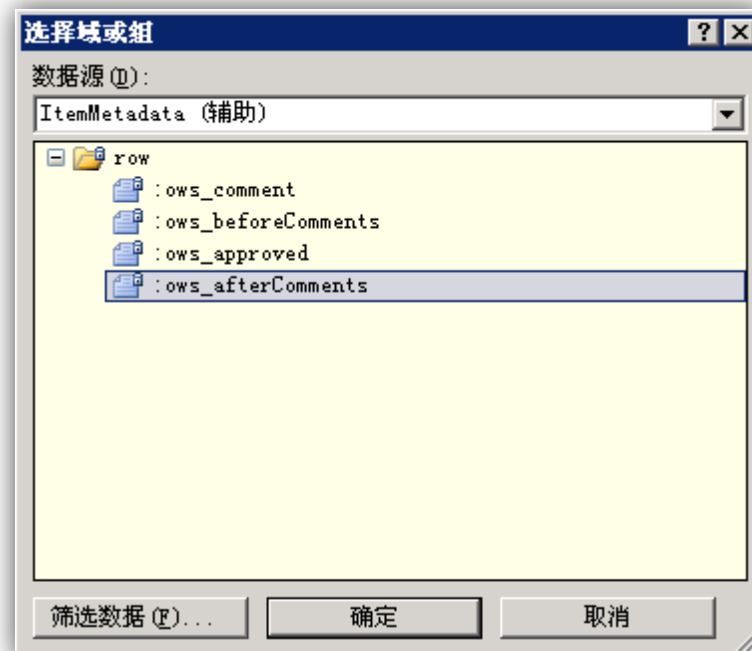 选择域或组
数据源(D):
ItemMetadata (辅助)
row
:ows_comment
:ows_beforeComments
:ows_approved
:ows_afterComments
筛选数据(F)... 确定 取消